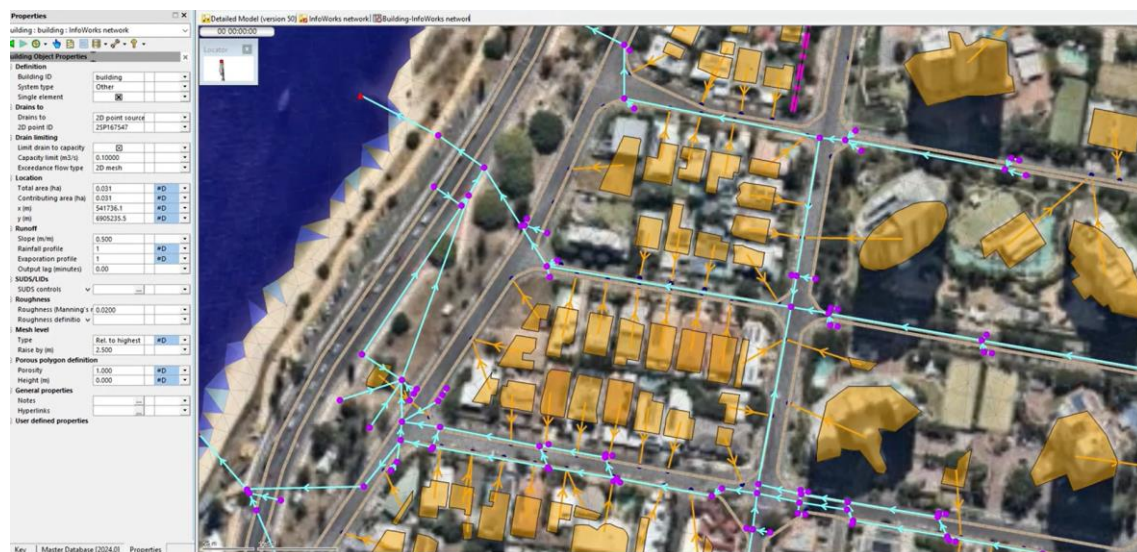 Properties
Detailed Model (version 50) InfoWorks network Building-InfoWorks network
building : building : InfoWorks network
00 00:00:00
Locator
uilding Object Properties
Definition
Building ID building
System type Other
Single element
Drains to
Drains to 2D point source
2D point ID 2SP167547
Drain limiting
Limit drain to capacity
Capacity limit (m3/s) 0.10000
Exceedance flow type 2D mesh
Location
Total area (ha) 0.031 #D
Contributing area (ha) 0.031 #D
x (m) 541736.1 #D
y (m) 6905235.5 #D
Runoff
Slope (m/m) 0.500
Rainfall profile 1 #D
Evaporation profile 1 #D
Output lag (minutes) 0.00
SUDS/LIDs
SUDS controls ...
Roughness
Roughness (Manning's r 0.0200
Roughness definitio
Mesh level
Type Rel. to highest #D
Raise by (m) 2.500
Porous polygon definition
Porosity 1.000 #D
Height (m) 0.000 #D
General properties
Notes ...
Hyperlinks ...
User defined properties
Key Master Database [2024.0] Properties